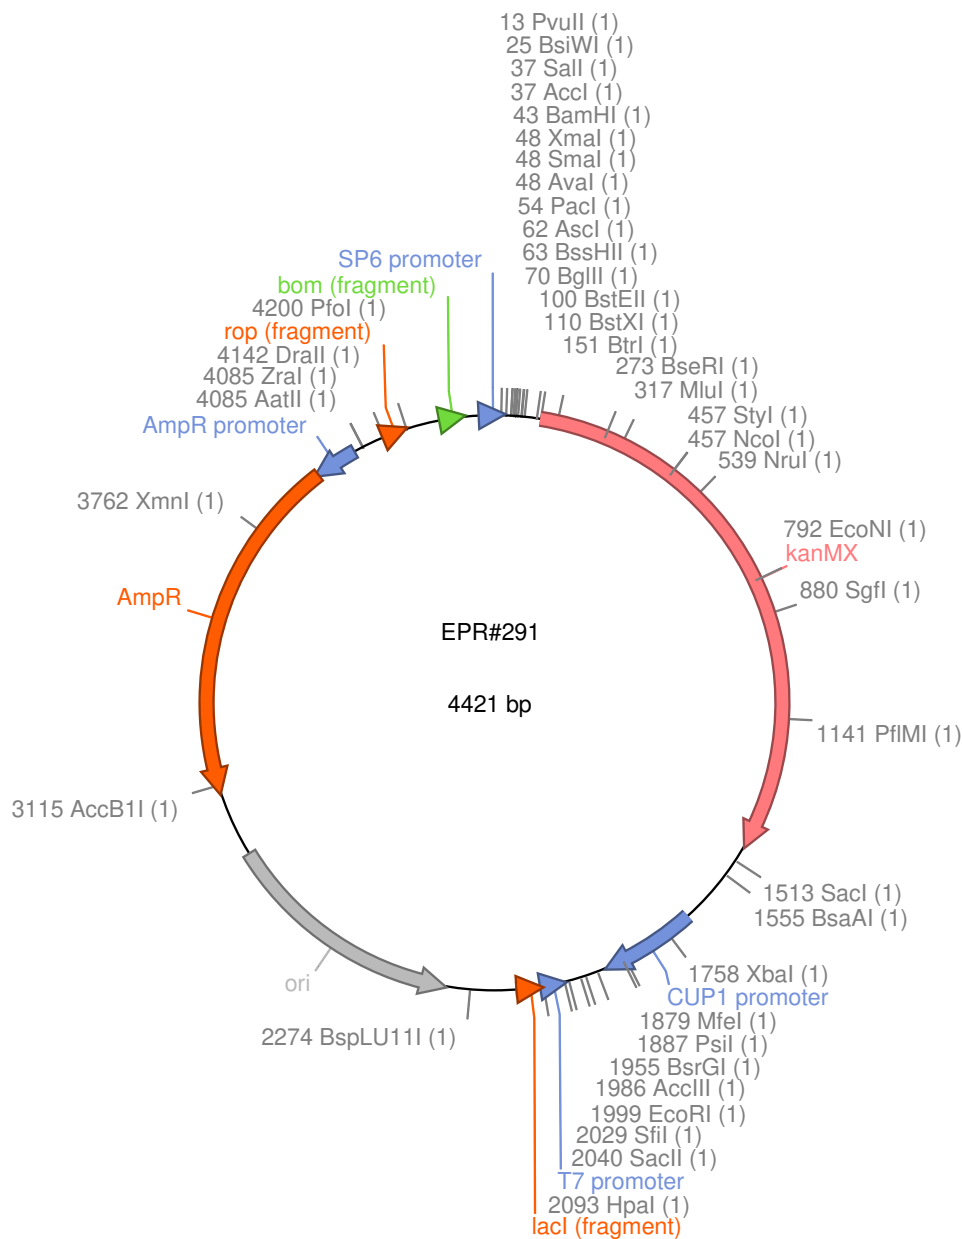 13 PvuII (1)
25 BsiWI (1)
37 SalI (1)
37 AccI (1)
43 BamHI (1)
48 XmaI (1)
48 SmaI (1)
48 AvaI (1)
54 PacI (1)
62 AscI (1)
63 BssHII (1)
70 BglII (1)
100 BstEII (1)
110 BstXI (1)
151 BtrI (1)
273 BseRI (1)
317 MluI (1)
457 StyI (1)
457 NcoI (1)
539 NruI (1)
792 EcoNI (1)
kanMX
880 SgfI (1)
1141 PflMI (1)
1513 SacI (1)
1555 BsaAI (1)
1758 XbaI (1)
CUP1 promoter
1879 MfeI (1)
1887 PsiI (1)
1955 BsrGI (1)
1986 AccIII (1)
1999 EcoRI (1)
2029 SfiI (1)
2040 SacII (1)
T7 promoter
2093 HpaI (1)
lacI (fragment)
2274 BspLU11I (1)
ori
3115 AccB1I (1)
AmpR
3762 XmnI (1)
AmpR promoter
4085 AatII (1)
4085 ZraI (1)
4142 DraII (1)
rop (fragment)
4200 PfoI (1)
bom (fragment)
SP6 promoter
EPR#291
4421 bp